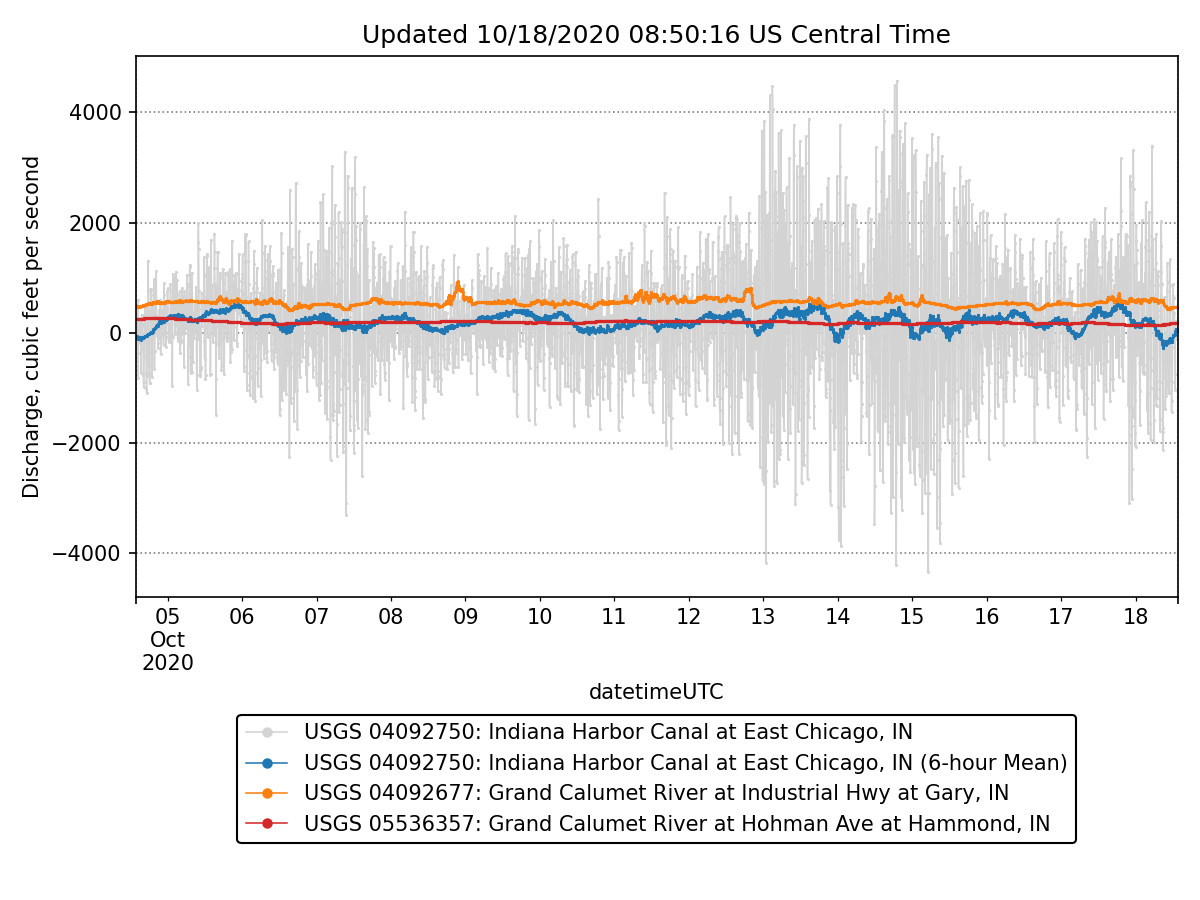 Updated 10/18/2020 08:50:16 US Central Time
Discharge, cubic feet per second
4000
2000
0
−2000
−4000
05 06 07 08 09 10 11 12 13 14 15 16 17 18
Oct
2020
datetimeUTC
USGS 04092750: Indiana Harbor Canal at East Chicago, IN
USGS 04092750: Indiana Harbor Canal at East Chicago, IN (6-hour Mean)
USGS 04092677: Grand Calumet River at Industrial Hwy at Gary, IN
USGS 05536357: Grand Calumet River at Hohman Ave at Hammond, IN